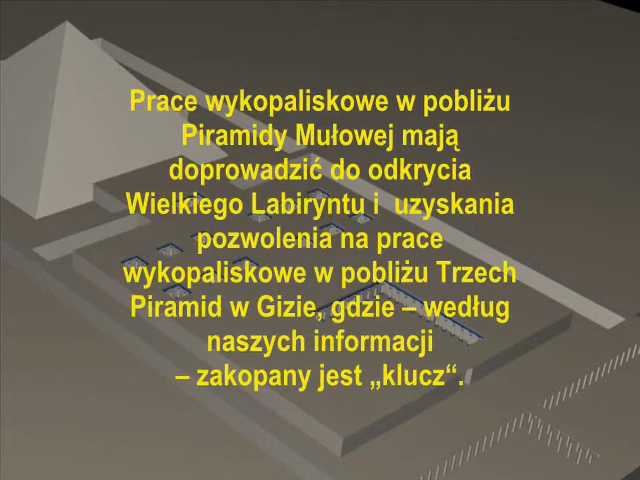 Prace wykopaliskowe w pobliżu
Piramidy Mułowej mają
doprowadzić do odkrycia
Wielkiego Labiryntu i  uzyskania
pozwolenia na prace
wykopaliskowe w pobliżu Trzech
Piramid w Gizie, gdzie – według
naszych informacji
– zakopany jest „klucz“.